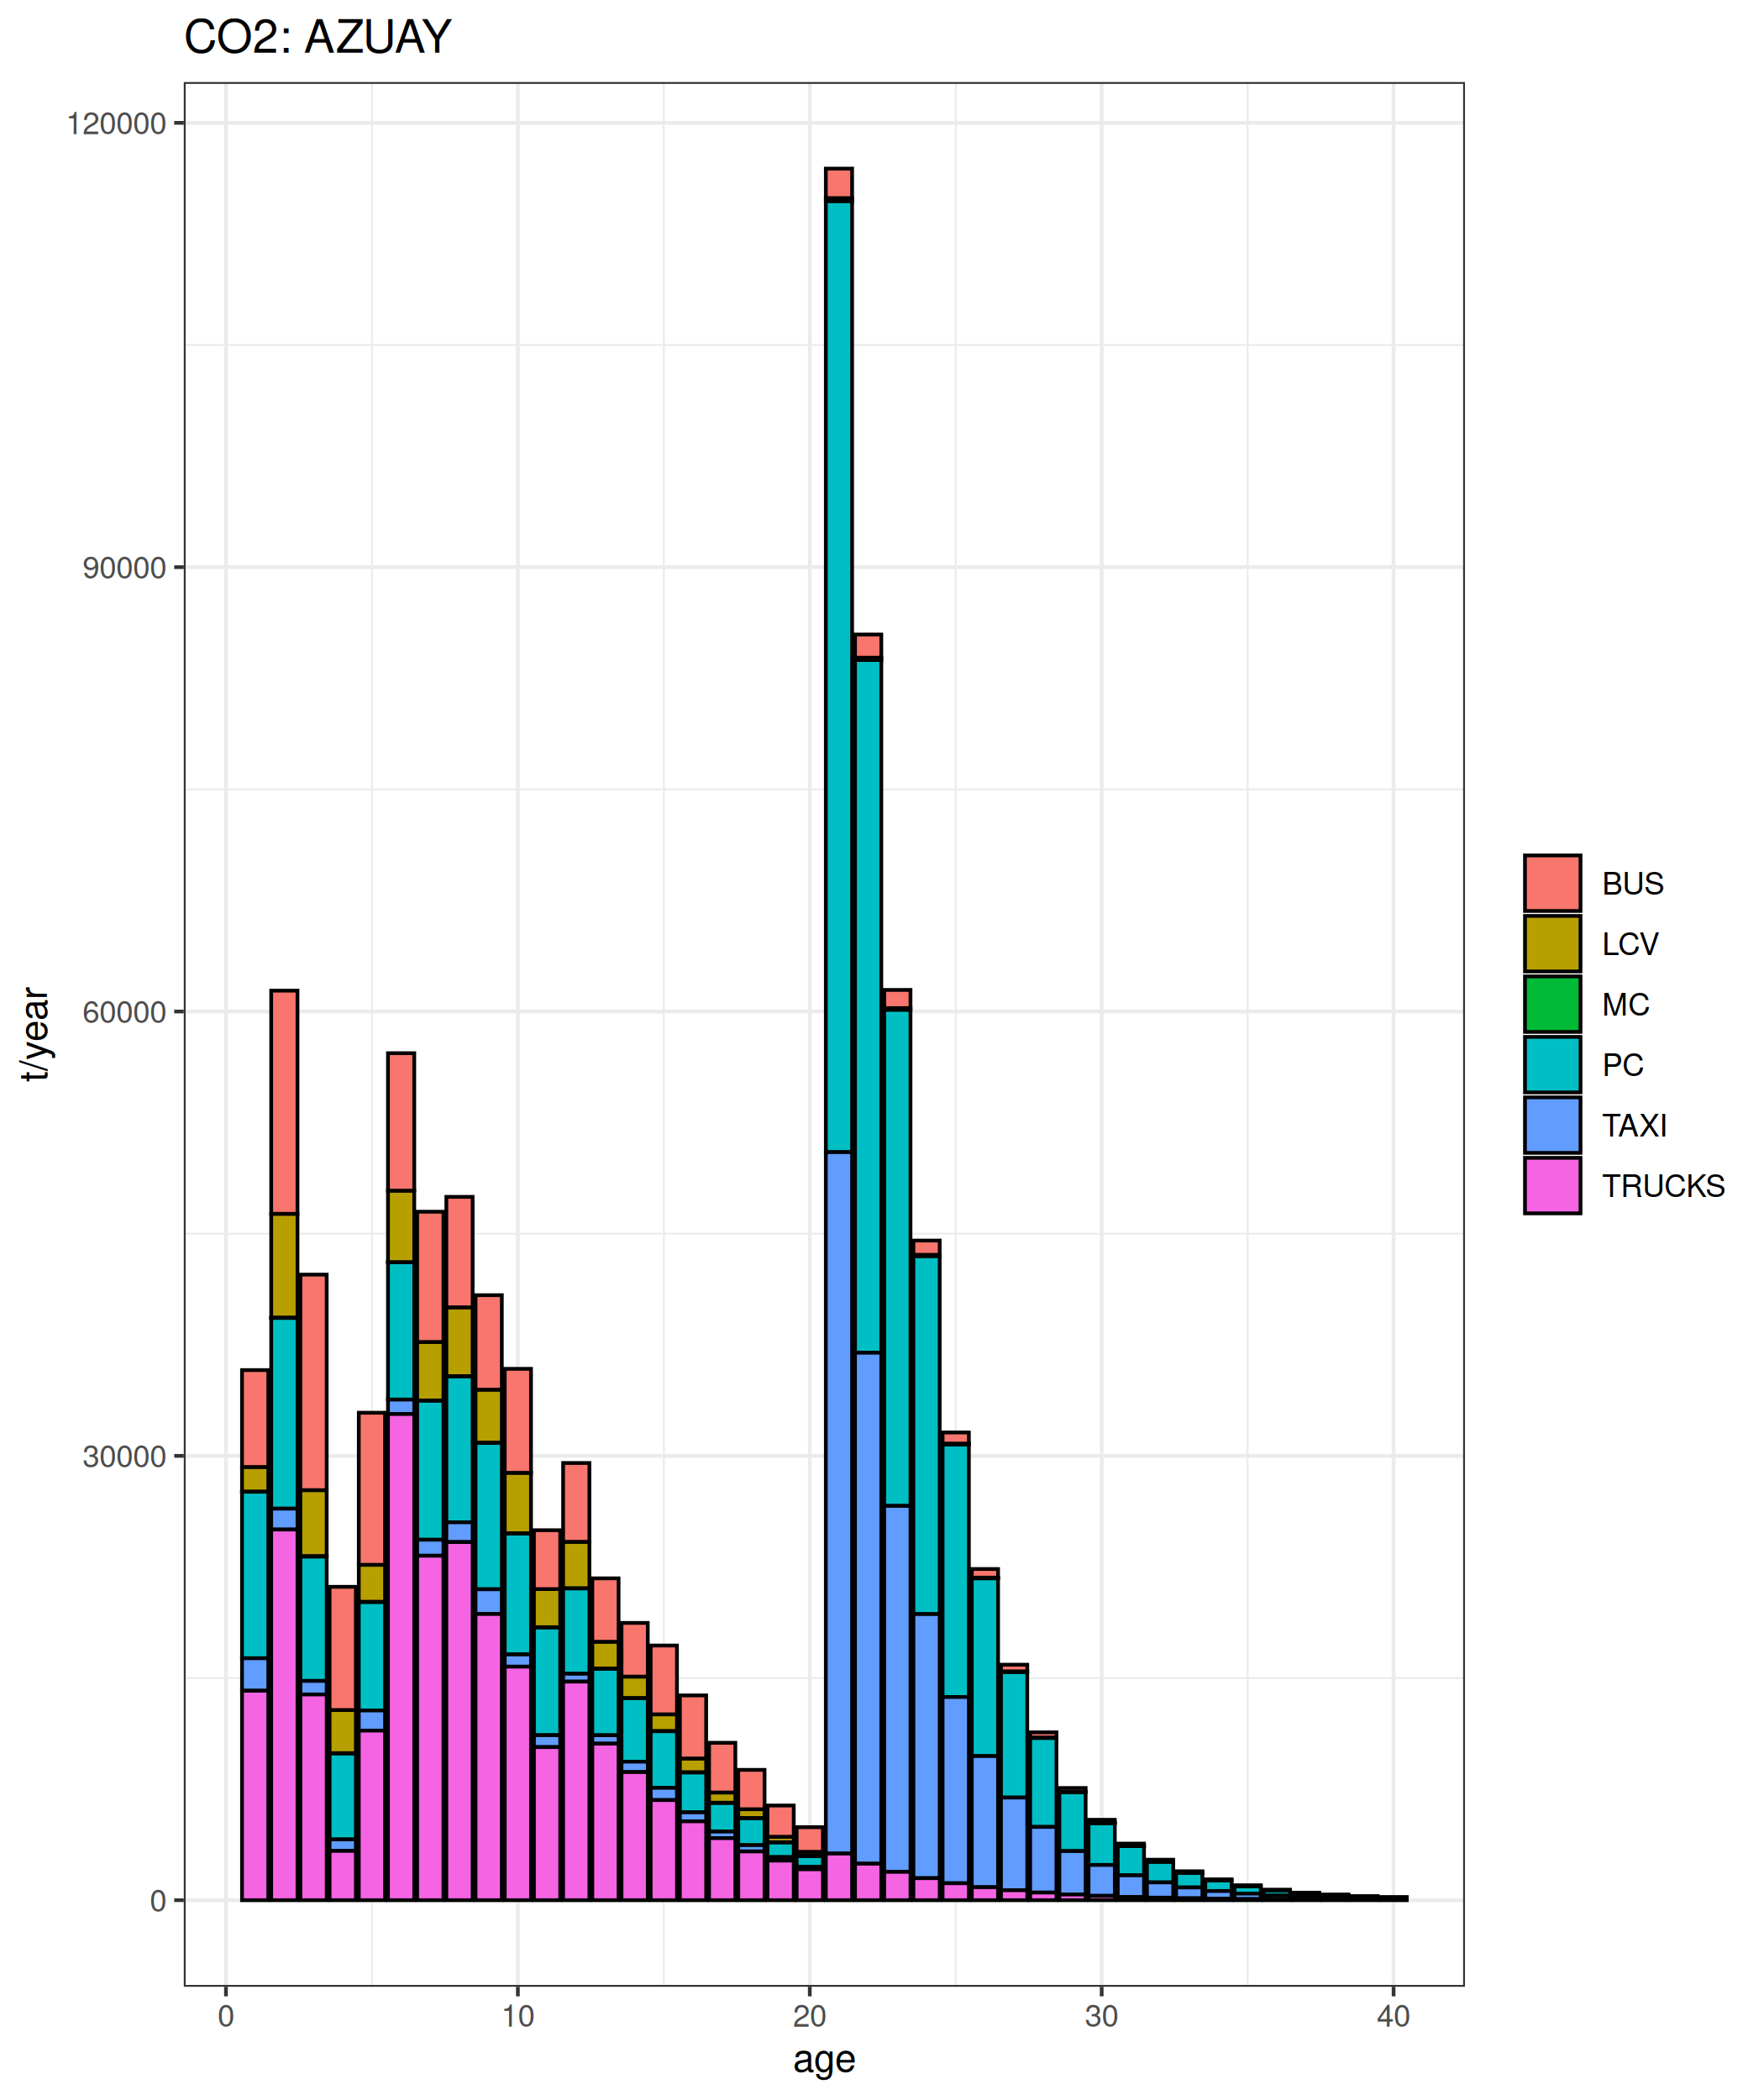 CO2: AZUAY
120000
90000
60000
30000
0
t/year
0 10 20 30 40
age
BUS
LCV
MC
PC
TAXI
TRUCKS